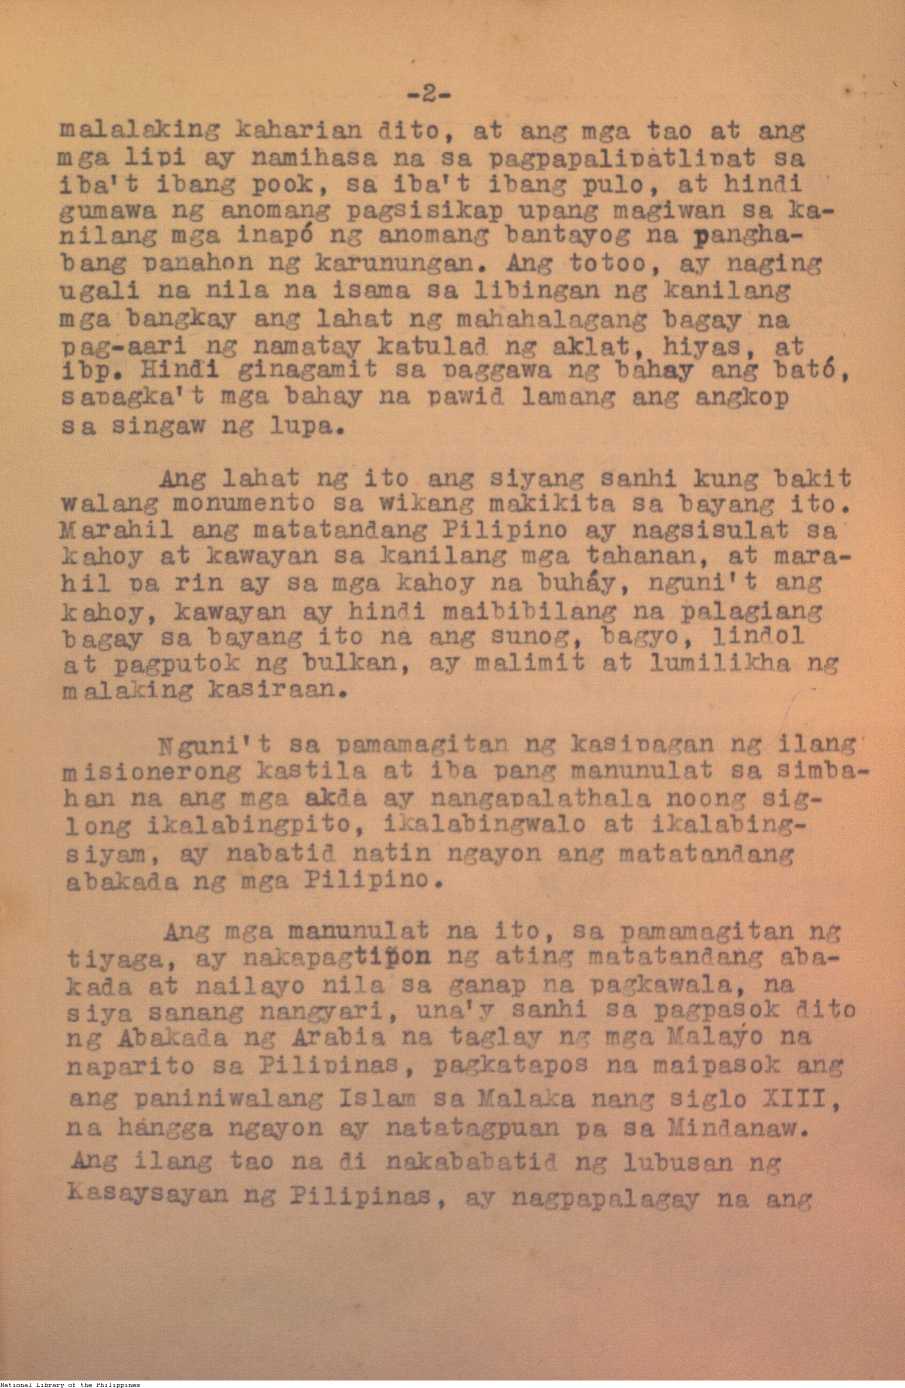 -2-
malalaking kaharian dito, at ang mga tao at ang
mga lipi ay namihasa na sa pagpapalipatlipat sa
iba't ibang pook, sa iba't ibang pulo, at hindi
gumawa ng anomang pagsisikap upang magiwan sa ka-
nilang mga inapó ng anomang bantayog na pangha-
bang panahon ng karunungan. Ang totoo, ay naging
ugali na nila na isama sa libingan ng kanilang
mga bangkay ang lahat ng mahahalagang bagay na
pag-aari ng namatay katulad ng aklat, hiyas, at
ibp. Hindi ginagamit sa paggawa ng bahay ang bató,
sapagka't mga bahay na pawid lamang ang angkop
sa singaw ng lupa.
Ang lahat ng ito ang siyang sanhi kung bakit
walang monumento sa wikang makikita sa bayang ito.
Marahil ang matatandang Pilipino ay nagsisulat sa
kahoy at kawayan sa kanilang mga tahanan, at mara-
hil pa rin ay sa mga kahoy na buháy, nguni't ang
kahoy, kawayan ay hindi maibibilang na palagiang
bagay sa bayang ito na ang sunog, bagyo, lindol
at pagputok ng bulkan, ay malimit at lumilikha ng
malaking kasiraan.
Nguni't sa pamamagitan ng kasipagan ng ilang
misionerong kastila at iba pang manunulat sa simba-
han na ang mga akda ay nangapalathala noong sig-
long ikalabingpito, ikalabingwalo at ikalabing-
siyam, ay nabatid natin ngayon ang matatandang
abakada ng mga Pilipino.
Ang mga manunulat na ito, sa pamamagitan ng
tiyaga, ay nakapagtipon ng ating matatandang aba-
kada at nailayo nila sa ganap na pagkawala, na
siya sanang nangyari, una'y sanhi sa pagpasok dito
ng Abakada ng Arabia na taglay ng mga Malayo na
naparito sa Pilipinas, pagkatapos na maipasok ang
ang paniniwalang Islam sa Malaka nang siglo XIII,
na hángga ngayon ay natatagpuan pa sa Mindanaw.
Ang ilang tao na di nakababatid ng lubusan ng
Kasaysayan ng Pilipinas, ay nagpapalagay na ang
National Library of the Philippines